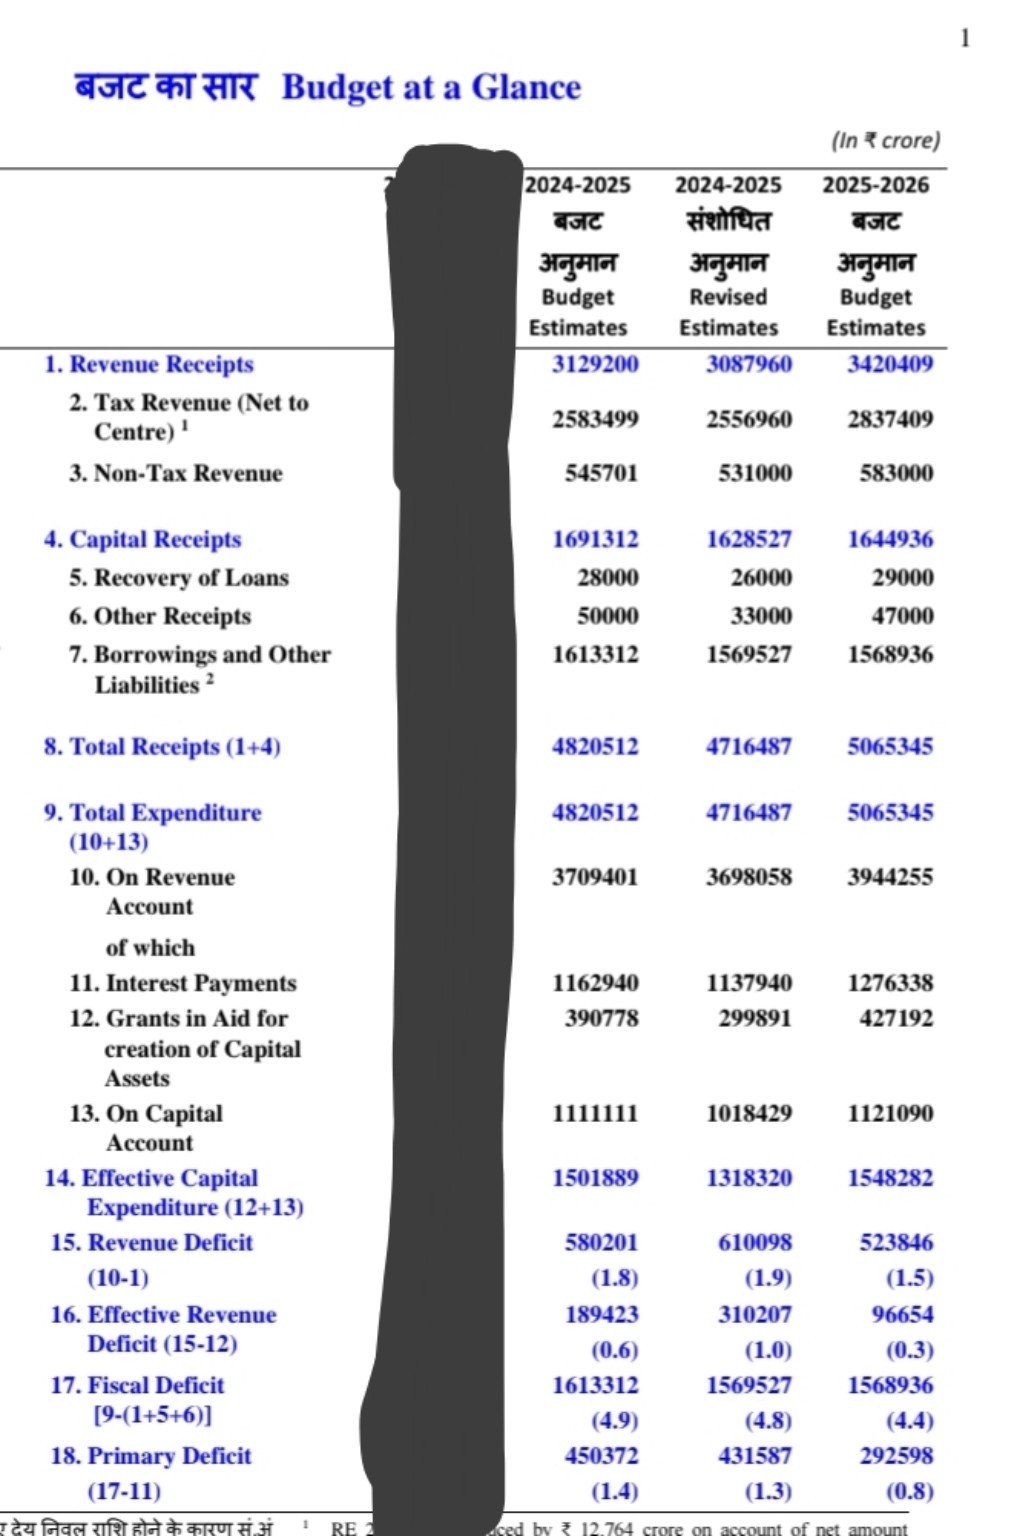 1
बजट का सार Budget at a Glance
(In ₹ crore)
2024-2025 2024-2025 2025-2026
बजट संशोधित बजट
अनुमान अनुमान अनुमान
Budget Revised Budget
Estimates Estimates Estimates
1. Revenue Receipts 3129200 3087960 3420409
2. Tax Revenue (Net to
Centre) 1 2583499 2556960 2837409
3. Non-Tax Revenue 545701 531000 583000
4. Capital Receipts 1691312 1628527 1644936
5. Recovery of Loans 28000 26000 29000
6. Other Receipts 50000 33000 47000
7. Borrowings and Other 1613312 1569527 1568936
Liabilities 2
8. Total Receipts (1+4) 4820512 4716487 5065345
9. Total Expenditure 4820512 4716487 5065345
(10+13)
10. On Revenue 3709401 3698058 3944255
Account
of which
11. Interest Payments 1162940 1137940 1276338
12. Grants in Aid for 390778 299891 427192
creation of Capital
Assets
13. On Capital 1111111 1018429 1121090
Account
14. Effective Capital 1501889 1318320 1548282
Expenditure (12+13)
15. Revenue Deficit 580201 610098 523846
(10-1) (1.8) (1.9) (1.5)
16. Effective Revenue 189423 310207 96654
Deficit (15-12) (0.6) (1.0) (0.3)
17. Fiscal Deficit 1613312 1569527 1568936
[9-(1+5+6)] (4.9) (4.8) (4.4)
18. Primary Deficit 450372 431587 292598
(17-11) (1.4) (1.3) (0.8)
देय निवल राशि होने के कारण सं.अं 1 RE by ₹ 12,764 crore on account of net amount